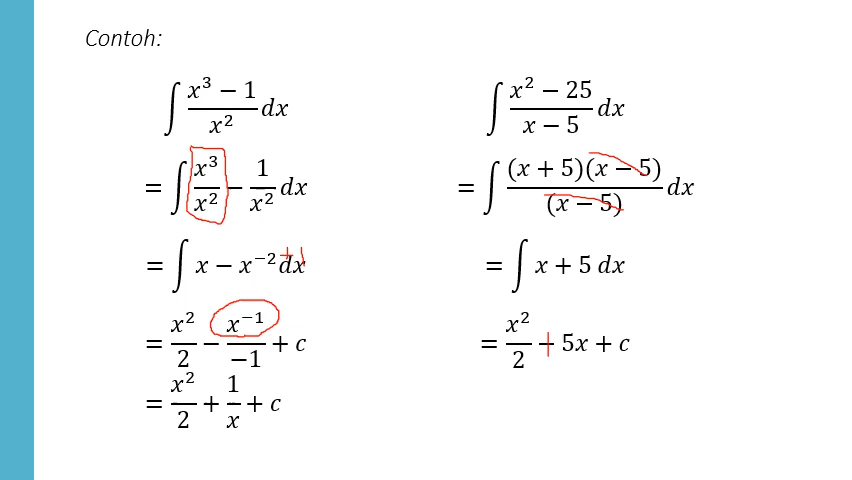 Contoh:
∫ (x³ − 1)/x² dx
= ∫ x³/x² − 1/x² dx
= ∫ x − x⁻² dx +1
= x²/2 − x⁻¹/−1 + c
= x²/2 + 1/x + c
∫ (x² − 25)/(x − 5) dx
= ∫ (x + 5)(x − 5)/(x − 5) dx
= ∫ x + 5 dx
= x²/2 + 5x + c